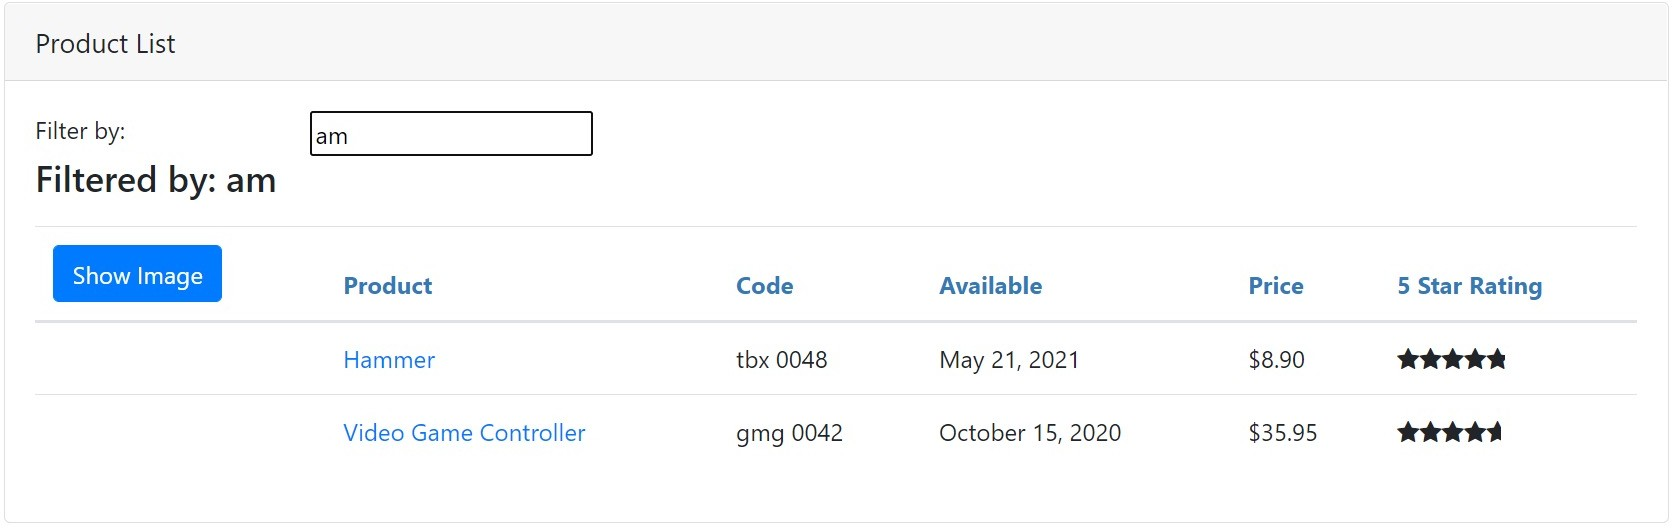 Product List
Filter by: am
Filtered by: am
Show Image Product Code Available Price 5 Star Rating
Hammer tbx 0048 May 21, 2021 $8.90
Video Game Controller gmg 0042 October 15, 2020 $35.95